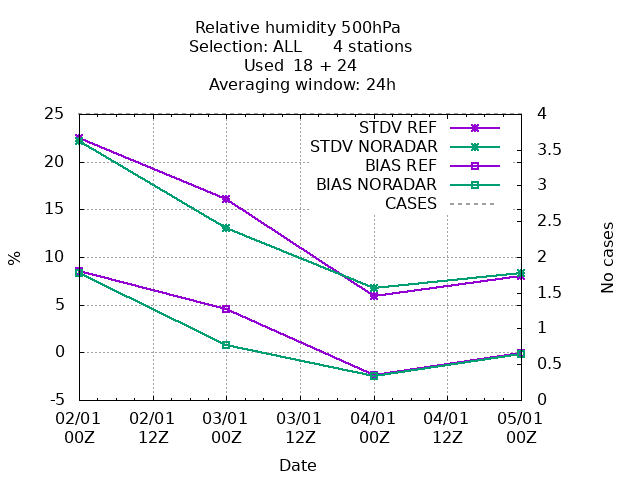 Relative humidity 500hPa
Selection: ALL      4 stations
Used  18 + 24
Averaging window: 24h
25
20
15
10
5
0
-5
%
4
3.5
3
2.5
2
1.5
1
0.5
0
No cases
STDV REF
STDV NORADAR
BIAS REF
BIAS NORADAR
CASES
02/01 02/01 03/01 03/01 04/01 04/01 05/01
00Z 12Z 00Z 12Z 00Z 12Z 00Z
Date